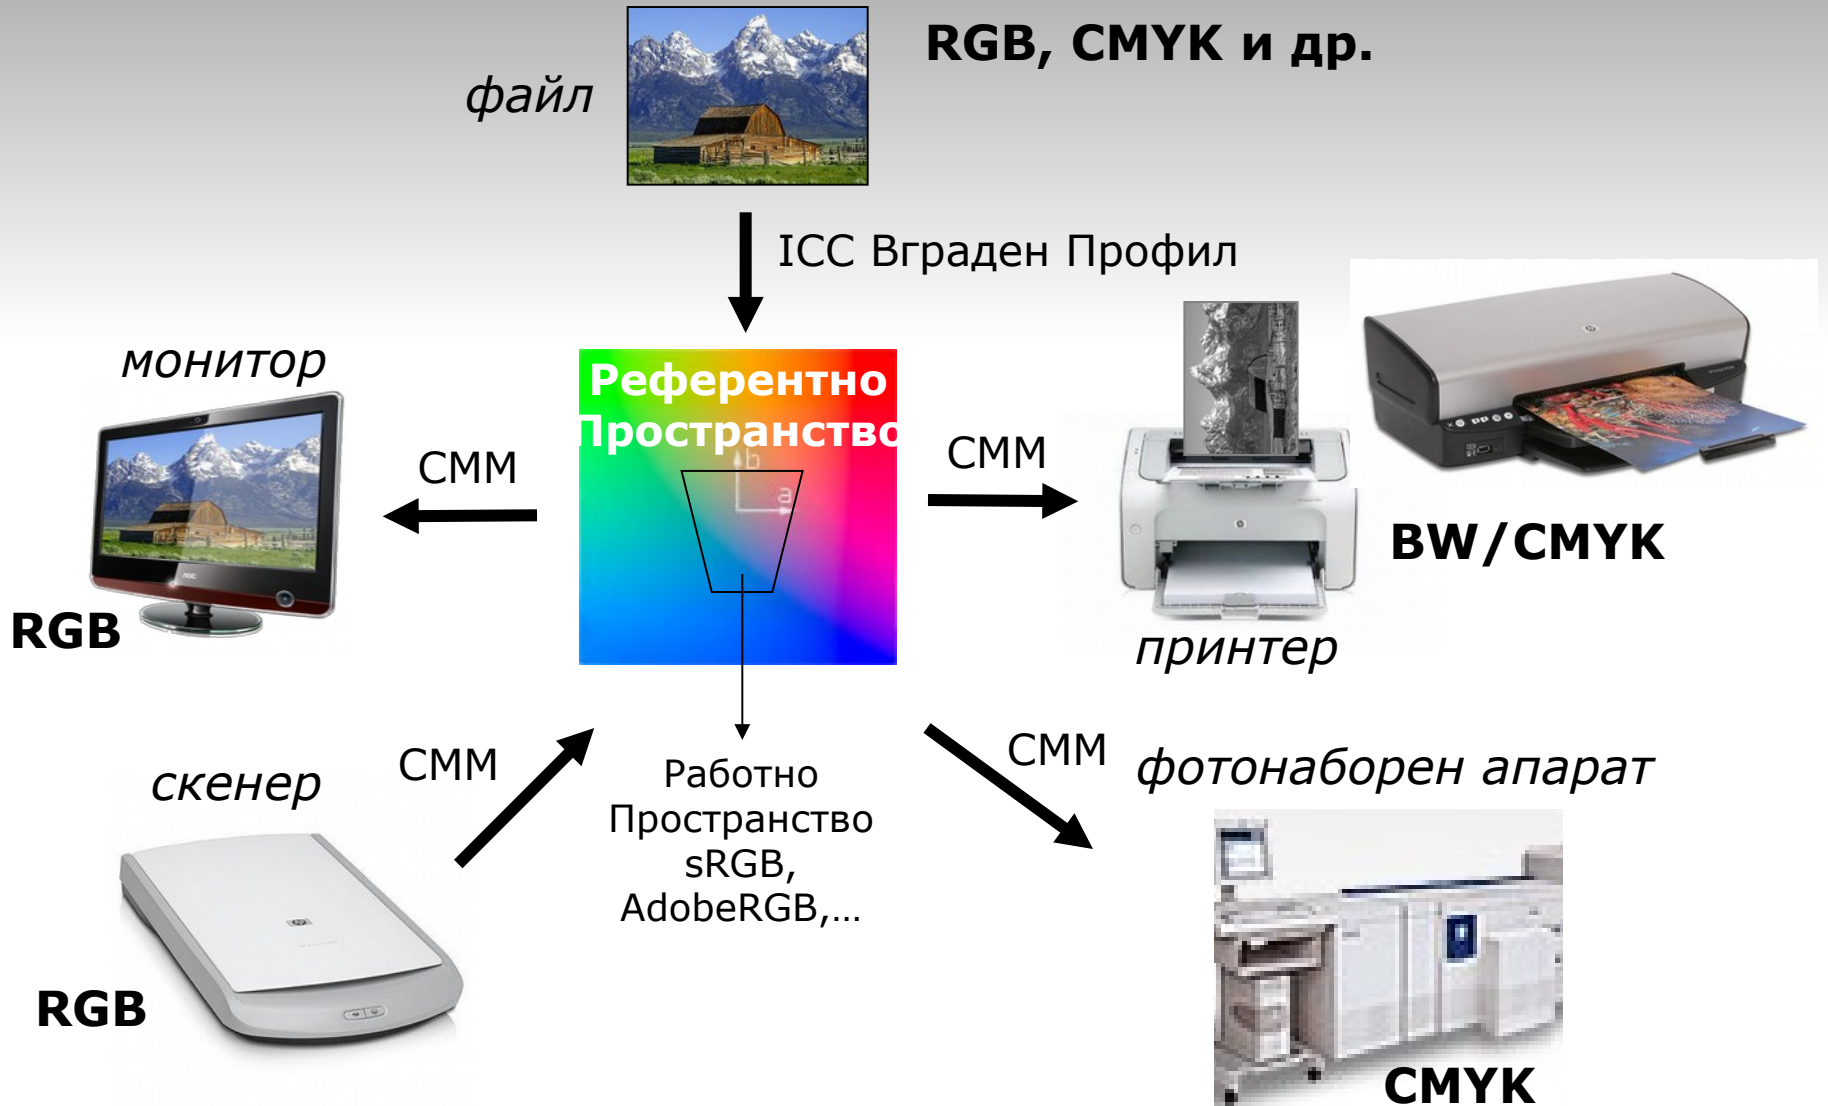 RGB, CMYK и др.
файл
ICC Вграден Профил
монитор
Референтно
Пространство
b
a
CMM
CMM
BW/CMYK
RGB
принтер
CMM
CMM
скенер
фотонаборен апарат
Работно
Пространство
sRGB,
AdobeRGB,...
RGB
CMYK